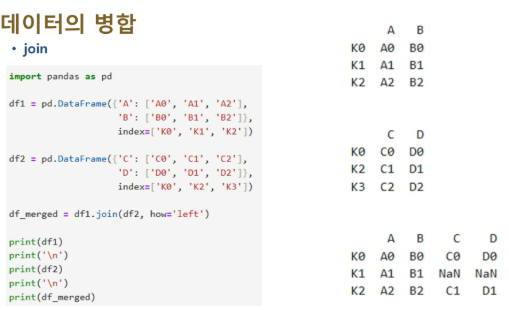 데이터의 병합
• join
import pandas as pd
df1 = pd.DataFrame({'A': ['A0', 'A1', 'A2'],
'B': ['B0', 'B1', 'B2']},
index=['K0', 'K1', 'K2'])
df2 = pd.DataFrame({'C': ['C0', 'C1', 'C2'],
'D': ['D0', 'D1', 'D2']},
index=['K0', 'K2', 'K3'])
df_merged = df1.join(df2, how='left')
print(df1)
print('\n')
print(df2)
print('\n')
print(df_merged)
A B
K0 A0 B0
K1 A1 B1
K2 A2 B2
C D
K0 C0 D0
K2 C1 D1
K3 C2 D2
A B C D
K0 A0 B0 C0 D0
K1 A1 B1 NaN NaN
K2 A2 B2 C1 D1